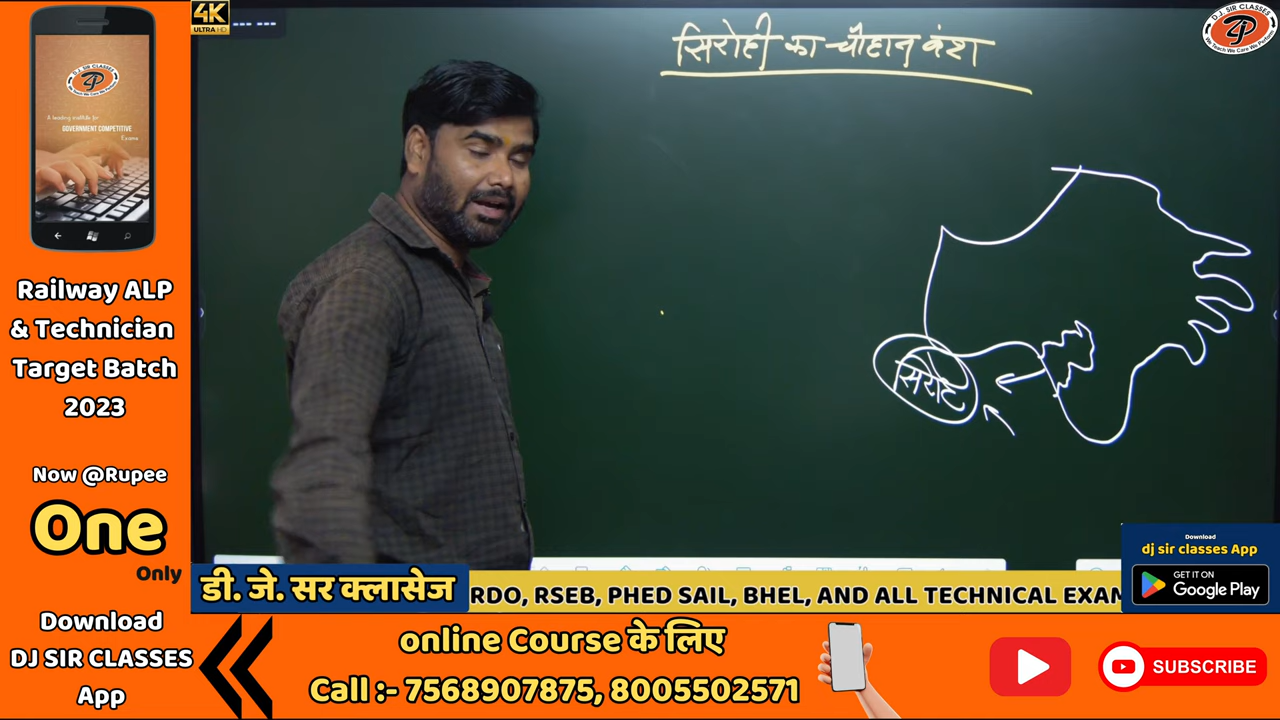 4K
ULTRA HD
सिरोही का चौहान वंश
D.J. SIR CLASSES
We Teach We Care We Perform
D.J. SIR CLASSES
A leading institute for
GOVERNMENT COMPETITIVE
Exams
Railway ALP
& Technician
Target Batch
2023
Now @Rupee
One
Only
Download
DJ SIR CLASSES
App
सिरोही
Download
dj sir classes App
GET IT ON
Google Play
डी. जे. सर क्लासेज
RDO, RSEB, PHED SAIL, BHEL, AND ALL TECHNICAL EXAM
online Course के लिए
Call :- 7568907875, 8005502571
SUBSCRIBE